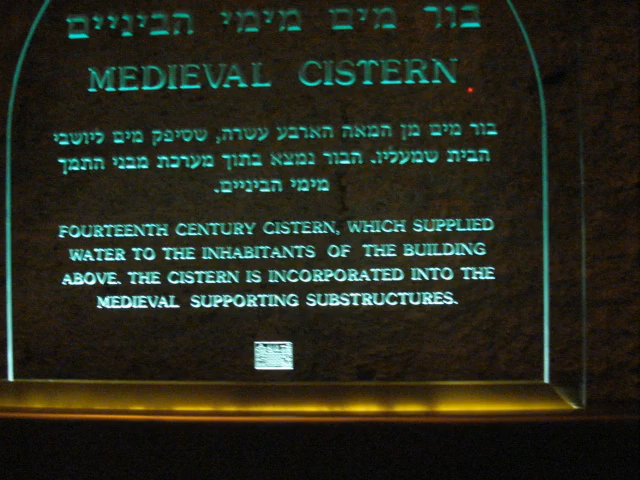 בור מים מימי הביניים
MEDIEVAL CISTERN
בור מים מן המאה הארבע עשרה, שסיפק מים ליושבי
הבית שמעליו. הבור נמצא בתוך מערכת מבני התמך
מימי הביניים.
FOURTEENTH CENTURY CISTERN, WHICH SUPPLIED
WATER TO THE INHABITANTS OF THE BUILDING
ABOVE. THE CISTERN IS INCORPORATED INTO THE
MEDIEVAL SUPPORTING SUBSTRUCTURES.